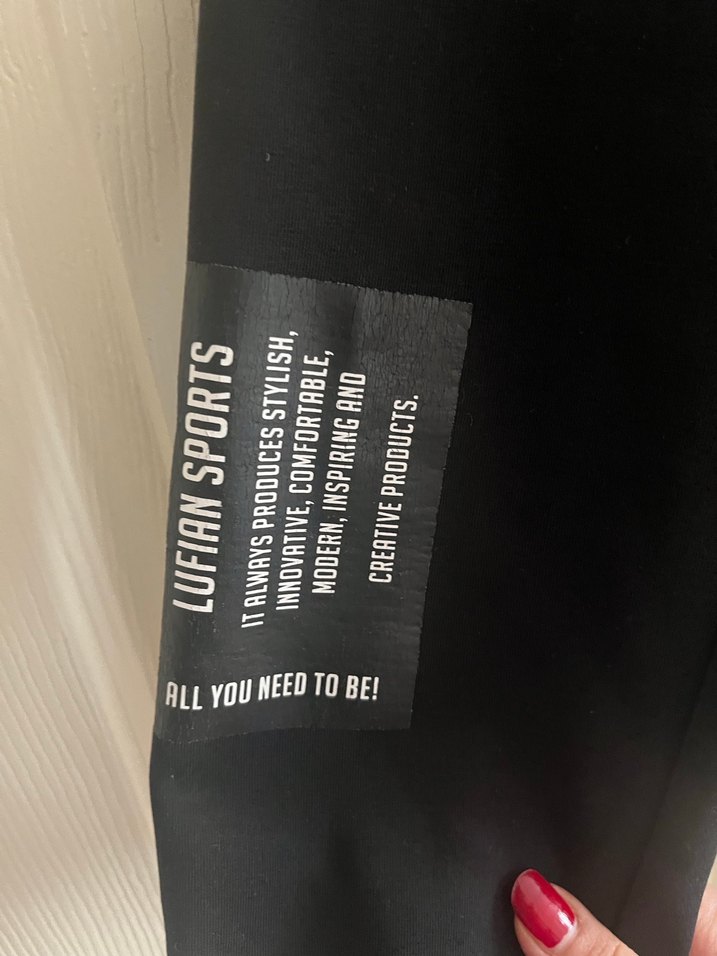 LUFIAN SPORTS
IT ALWAYS PRODUCES STYLISH,
INNOVATIVE, COMFORTABLE,
MODERN, INSPIRING AND
CREATIVE PRODUCTS.
ALL YOU NEED TO BE!